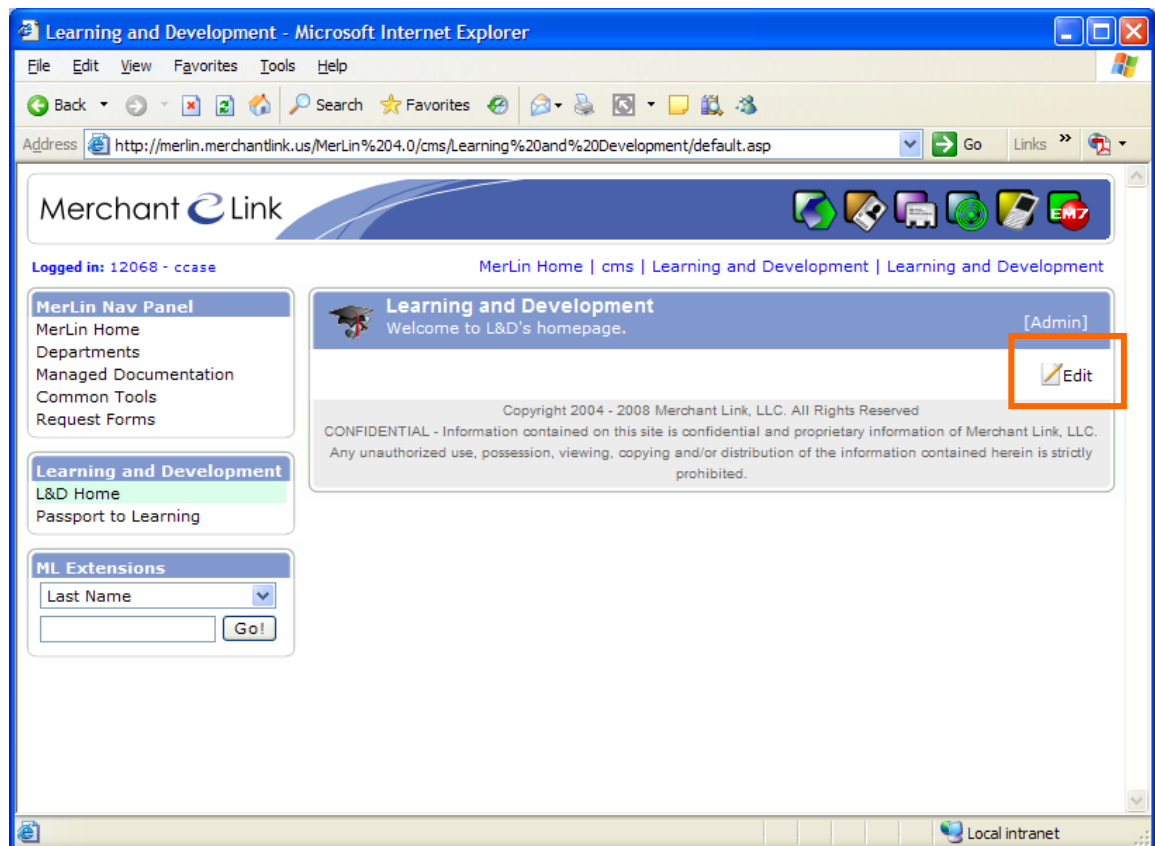 Learning and Development - Microsoft Internet Explorer
File Edit View Favorites Tools Help
Back Search Favorites
Address http://merlin.merchantlink.us/MerLin%204.0/cms/Learning%20and%20Development/default.asp Go Links »
Merchant Link EM7
Logged in: 12068 - ccase MerLin Home | cms | Learning and Development | Learning and Development
MerLin Nav Panel
MerLin Home
Departments
Managed Documentation
Common Tools
Request Forms
Learning and Development
L&D Home
Passport to Learning
ML Extensions
Last Name
Go!
Learning and Development
Welcome to L&D's homepage.
[Admin]
Edit
Copyright 2004 - 2008 Merchant Link, LLC. All Rights Reserved
CONFIDENTIAL - Information contained on this site is confidential and proprietary information of Merchant Link, LLC.
Any unauthorized use, possession, viewing, copying and/or distribution of the information contained herein is strictly
prohibited.
Local intranet